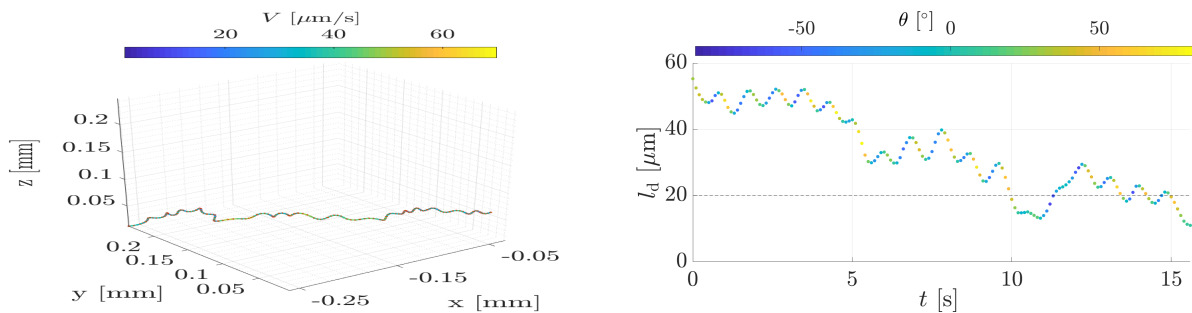 V [μm/s]
20 40 60
z [mm]
0.2
0.15
0.1
0.05
0.2
0.15
0.1
0.05
y [mm]
-0.25
-0.15
-0.05
x [mm]
θ [°]
-50 0 50
l_d [μm]
60
40
20
0
0 5 10 15
t [s]